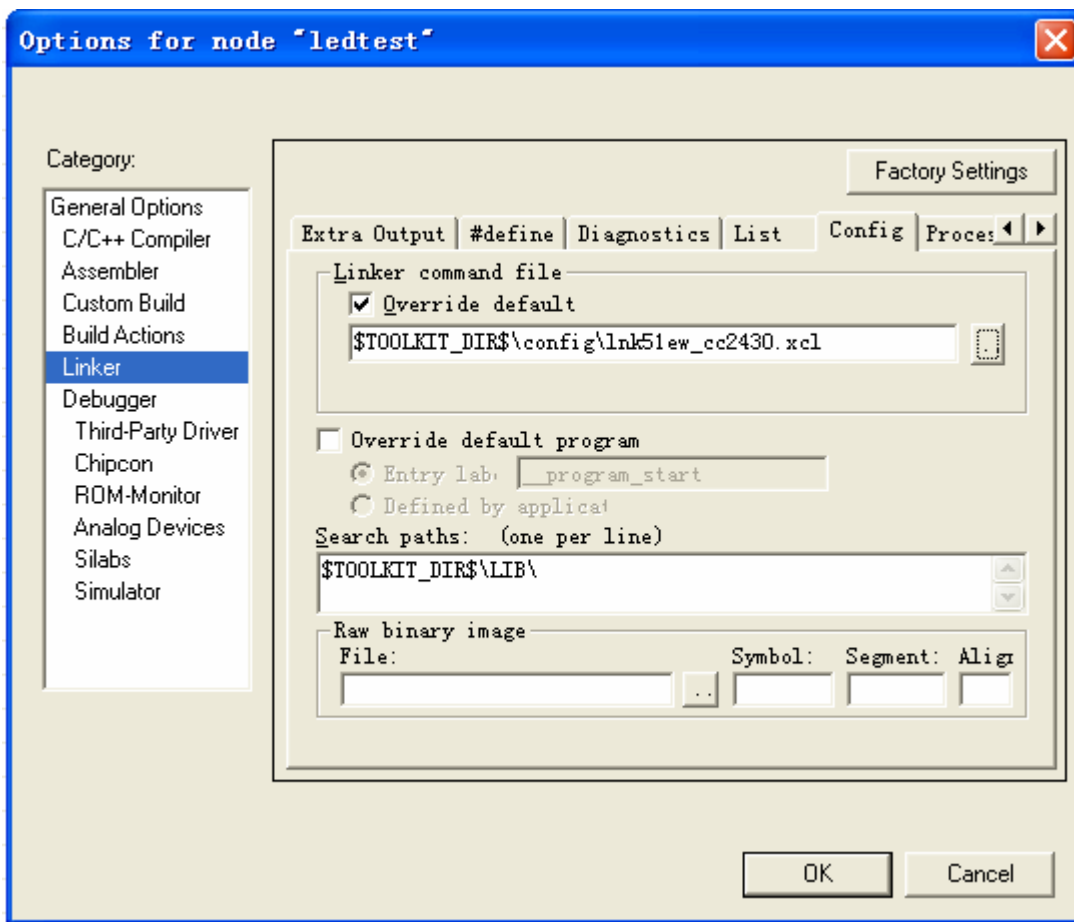 Options for node "ledtest"
Category:
Factory Settings
General Options
C/C++ Compiler
Assembler
Custom Build
Build Actions
Linker
Debugger
Third-Party Driver
Chipcon
ROM-Monitor
Analog Devices
Silabs
Simulator
Extra Output #define Diagnostics List Config Proces
Linker command file
Override default
$TOOLKIT_DIR$\config\lnk51ew_cc2430.xcl
Override default program
Entry lab __program_start
Defined by applicat
Search paths: (one per line)
$TOOLKIT_DIR$\LIB\
Raw binary image
File: Symbol: Segment: Align
..
OK Cancel